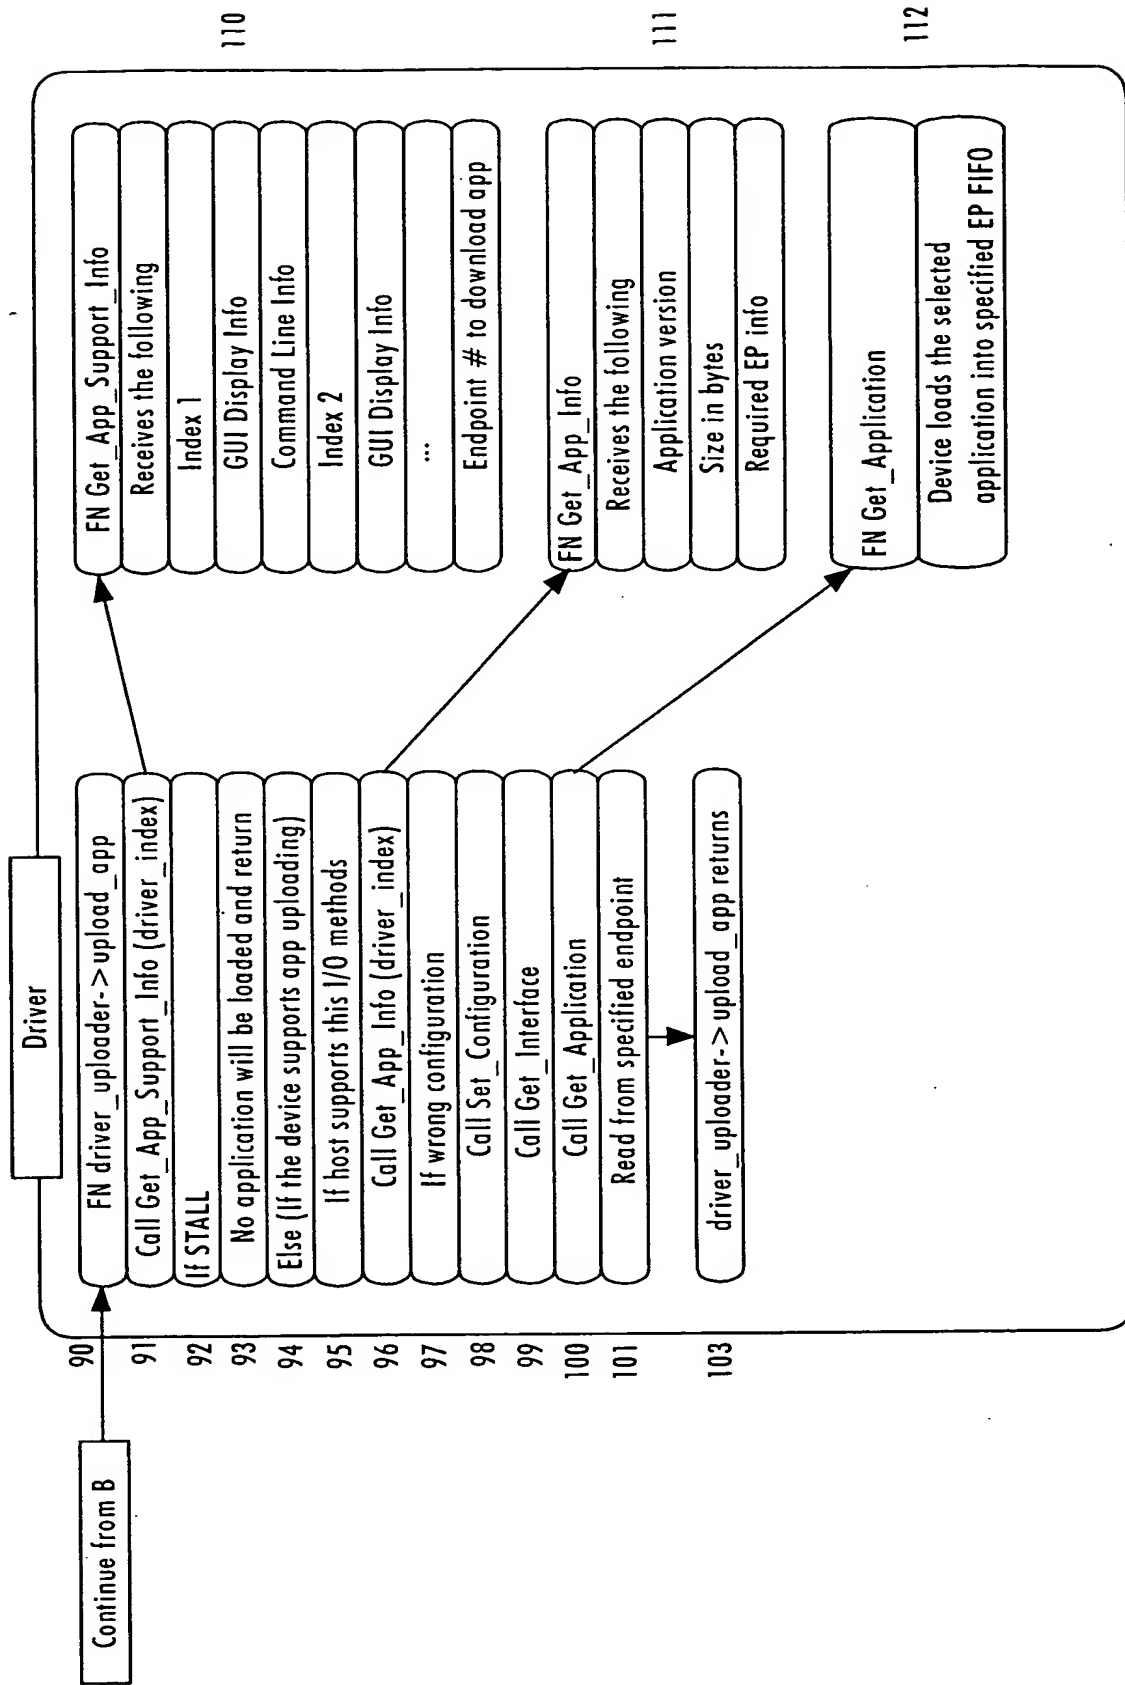 Driver
Continue from B
90
FN driver_uploader->upload_app
91
Call Get_App_Support_Info (driver_index)
92
If STALL
93
No application will be loaded and return
94
Else (If the device supports app uploading)
95
If host supports this I/O methods
96
Call Get_App_Info (driver_index)
97
If wrong configuration
98
Call Set_Configuration
99
Call Get_Interface
100
Call Get_Application
101
Read from specified endpoint
103
driver_uploader->upload_app returns
110
FN Get_App_Support_Info
Receives the following
Index 1
GUI Display Info
Command Line Info
Index 2
GUI Display Info
...
Endpoint # to download app
111
FN Get_App_Info
Receives the following
Application version
Size in bytes
Required EP info
112
FN Get_Application
Device loads the selected
application into specified EP FIFO